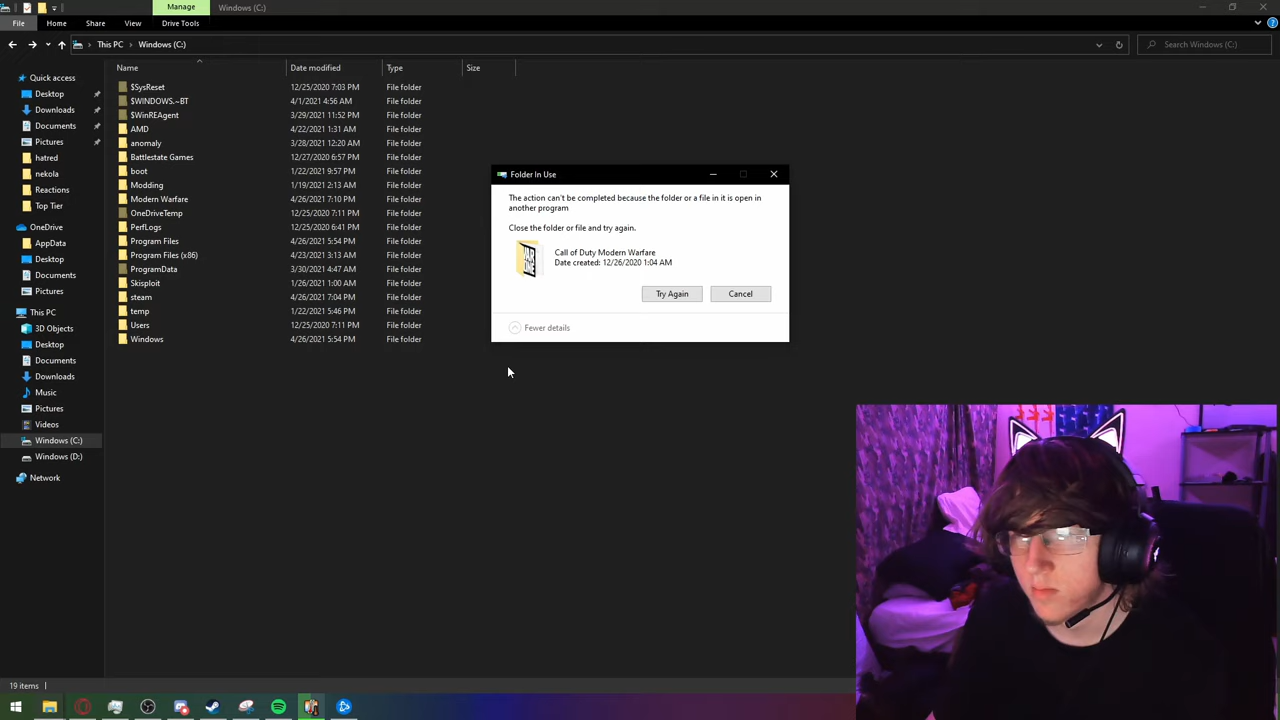 Manage
Windows (C:)
File
Home
Share
View
Drive Tools
This PC
Windows (C:)
Search Windows (C:)
Name
Date modified
Type
Size
Quick access
Desktop
Downloads
Documents
Pictures
hatred
nekola
Reactions
Top Tier
OneDrive
AppData
Desktop
Documents
Pictures
This PC
3D Objects
Desktop
Documents
Downloads
Music
Pictures
Videos
Windows (C:)
Windows (D:)
Network
$SysReset 12/25/2020 7:03 PM File folder
$WINDOWS.~BT 4/1/2021 4:56 AM File folder
$WinREAgent 3/29/2021 11:52 PM File folder
AMD 4/22/2021 1:31 AM File folder
anomaly 3/28/2021 12:20 AM File folder
Battlestate Games 12/27/2020 6:57 PM File folder
boot 1/22/2021 9:57 PM File folder
Modding 1/19/2021 2:13 AM File folder
Modern Warfare 4/26/2021 7:10 PM File folder
OneDriveTemp 12/25/2020 7:11 PM File folder
PerfLogs 12/25/2020 6:41 PM File folder
Program Files 4/26/2021 5:54 PM File folder
Program Files (x86) 4/23/2021 3:13 AM File folder
ProgramData 3/30/2021 4:47 AM File folder
Skisploit 1/26/2021 1:00 AM File folder
steam 4/26/2021 7:04 PM File folder
temp 1/22/2021 5:46 PM File folder
Users 12/25/2020 7:11 PM File folder
Windows 4/26/2021 5:54 PM File folder
Folder In Use
The action can't be completed because the folder or a file in it is open in
another program
Close the folder or file and try again.
Call of Duty Modern Warfare
Date created: 12/26/2020 1:04 AM
Try Again
Cancel
Fewer details
19 items